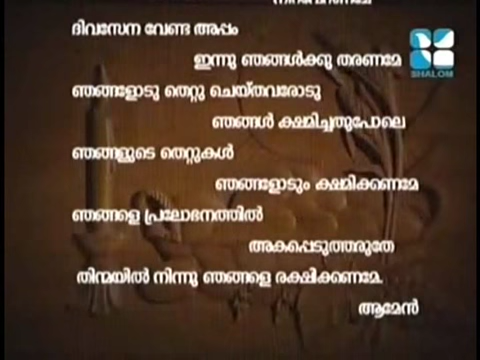 ദിവസേന വേണ്ട അപ്പം
ഇന്നു ഞങ്ങൾക്കു തരണമേ
ഞങ്ങളോടു തെറ്റു ചെയ്തവരോടു
ഞങ്ങൾ ക്ഷമിച്ചതുപോലെ
ഞങ്ങളുടെ തെറ്റുകൾ
ഞങ്ങളോടും ക്ഷമിക്കണമേ
ഞങ്ങളെ പ്രലോഭനത്തിൽ
അകപ്പെടുത്തരുതേ
തിന്മയിൽ നിന്നു ഞങ്ങളെ രക്ഷിക്കണമേ.
ആമേൻ
SHALOM